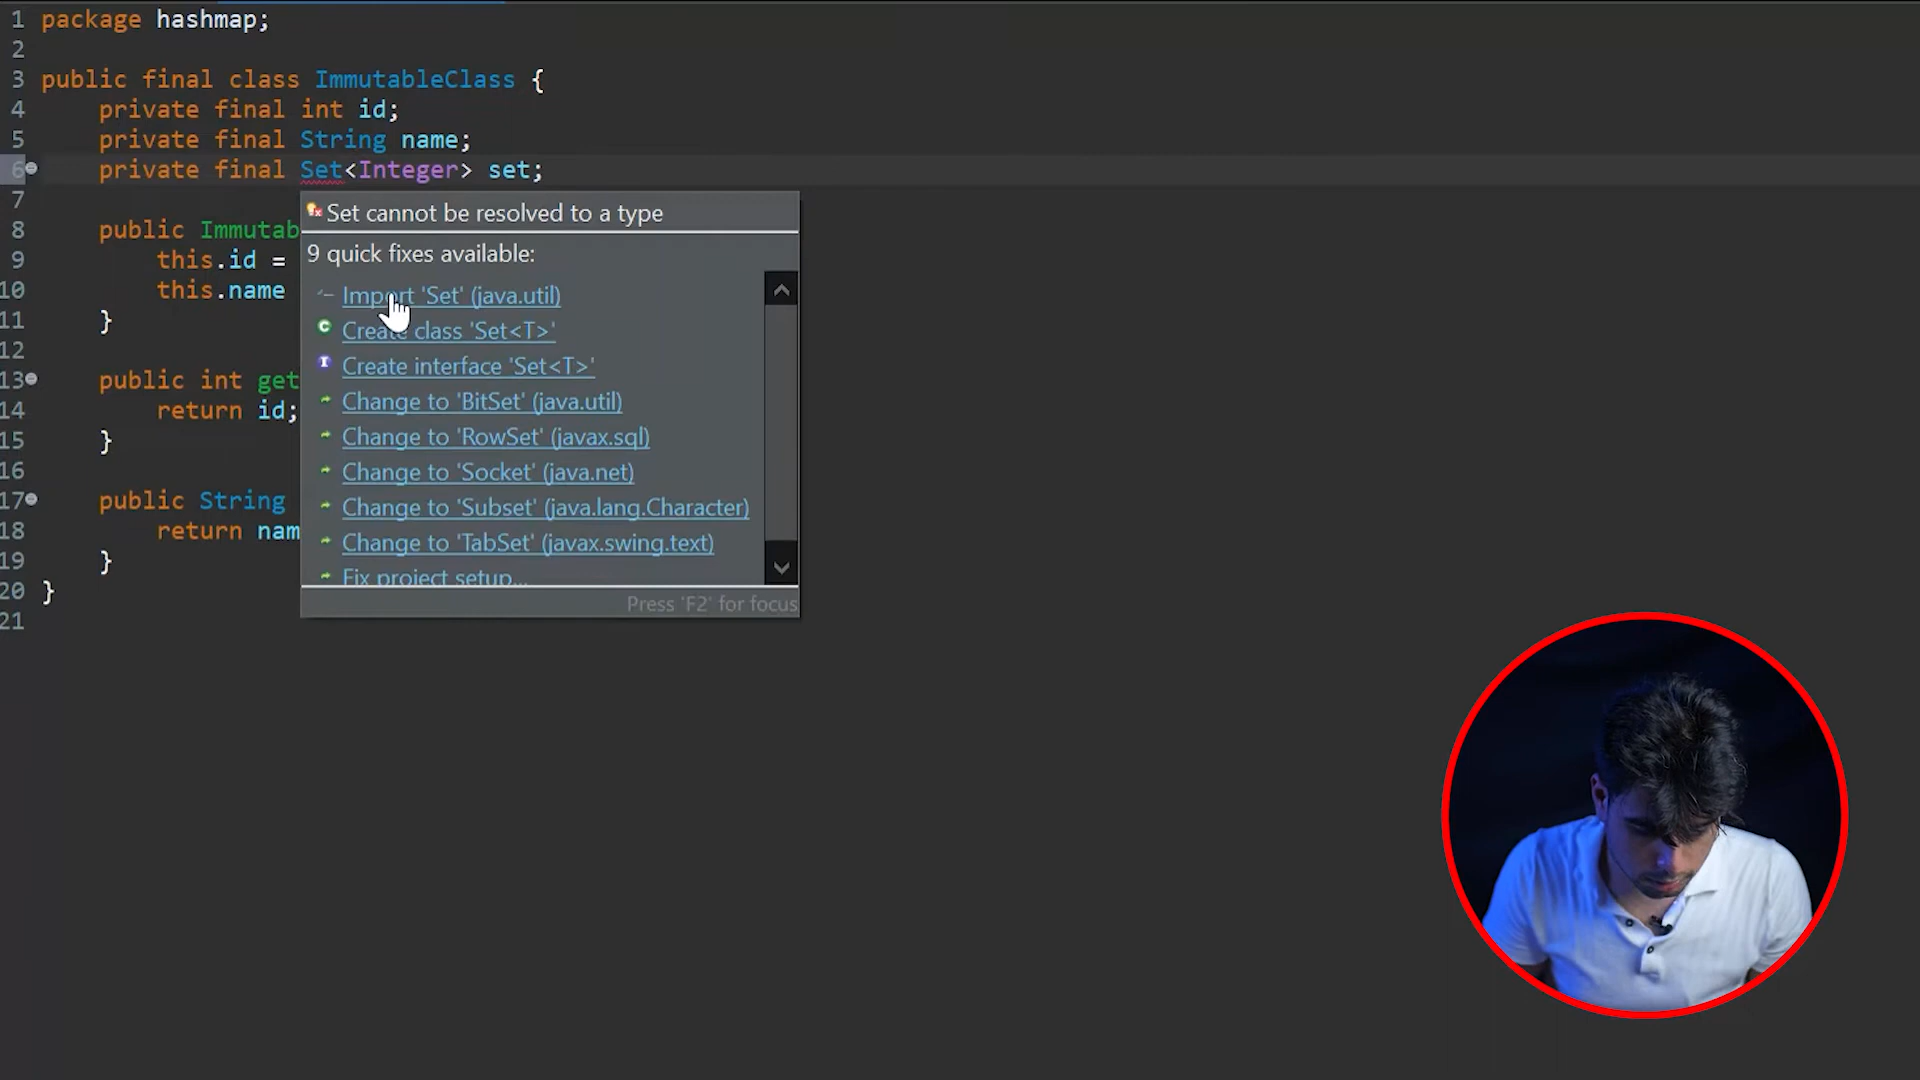 1 package hashmap;
2
3 public final class ImmutableClass {
4 private final int id;
5 private final String name;
6 private final Set<Integer> set;
7
8 public Immutab
9 this.id =
10 this.name
11 }
12
13 public int get
14 return id;
15 }
16
17 public String
18 return nam
19 }
20 }
21
Set cannot be resolved to a type
9 quick fixes available:
Import 'Set' (java.util)
Create class 'Set<T>'
Create interface 'Set<T>'
Change to 'BitSet' (java.util)
Change to 'RowSet' (javax.sql)
Change to 'Socket' (java.net)
Change to 'Subset' (java.lang.Character)
Change to 'TabSet' (javax.swing.text)
Fix project setup...
Press 'F2' for focus